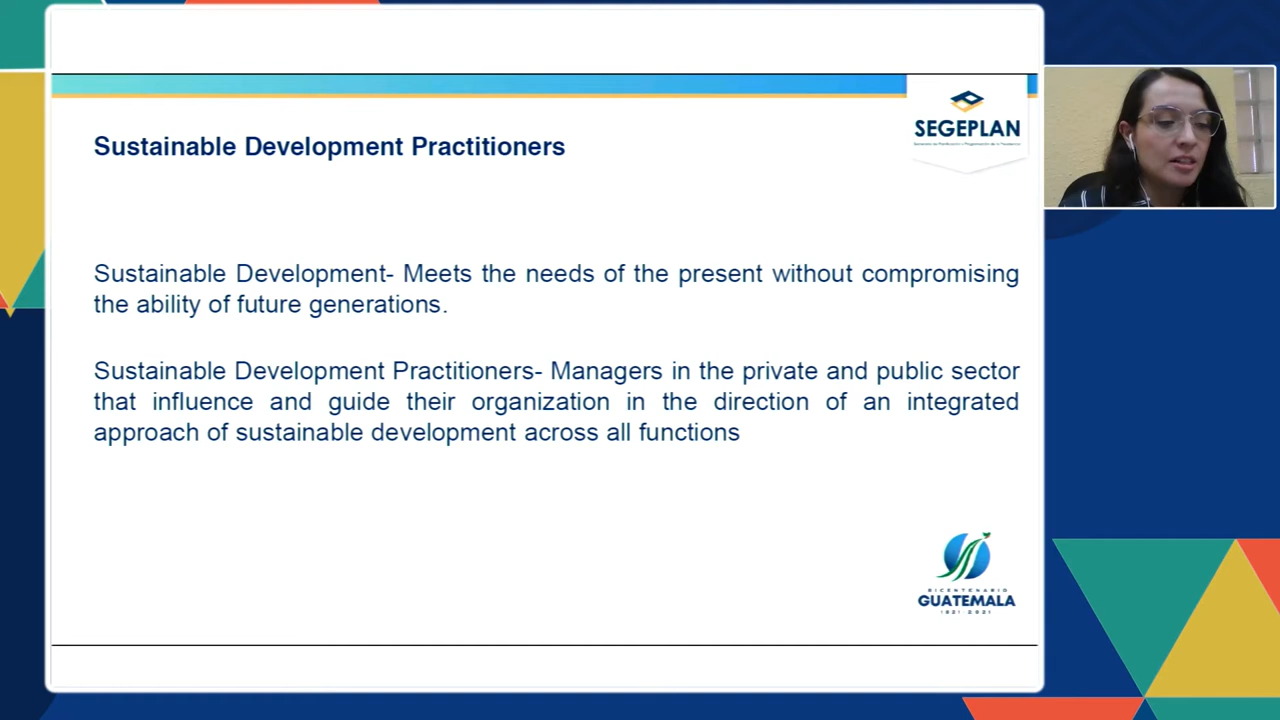 SEGEPLAN
Sustainable Development Practitioners
Sustainable Development- Meets the needs of the present without compromising
the ability of future generations.
Sustainable Development Practitioners- Managers in the private and public sector
that influence and guide their organization in the direction of an integrated
approach of sustainable development across all functions
BICENTENARIO
GUATEMALA
1821-2021